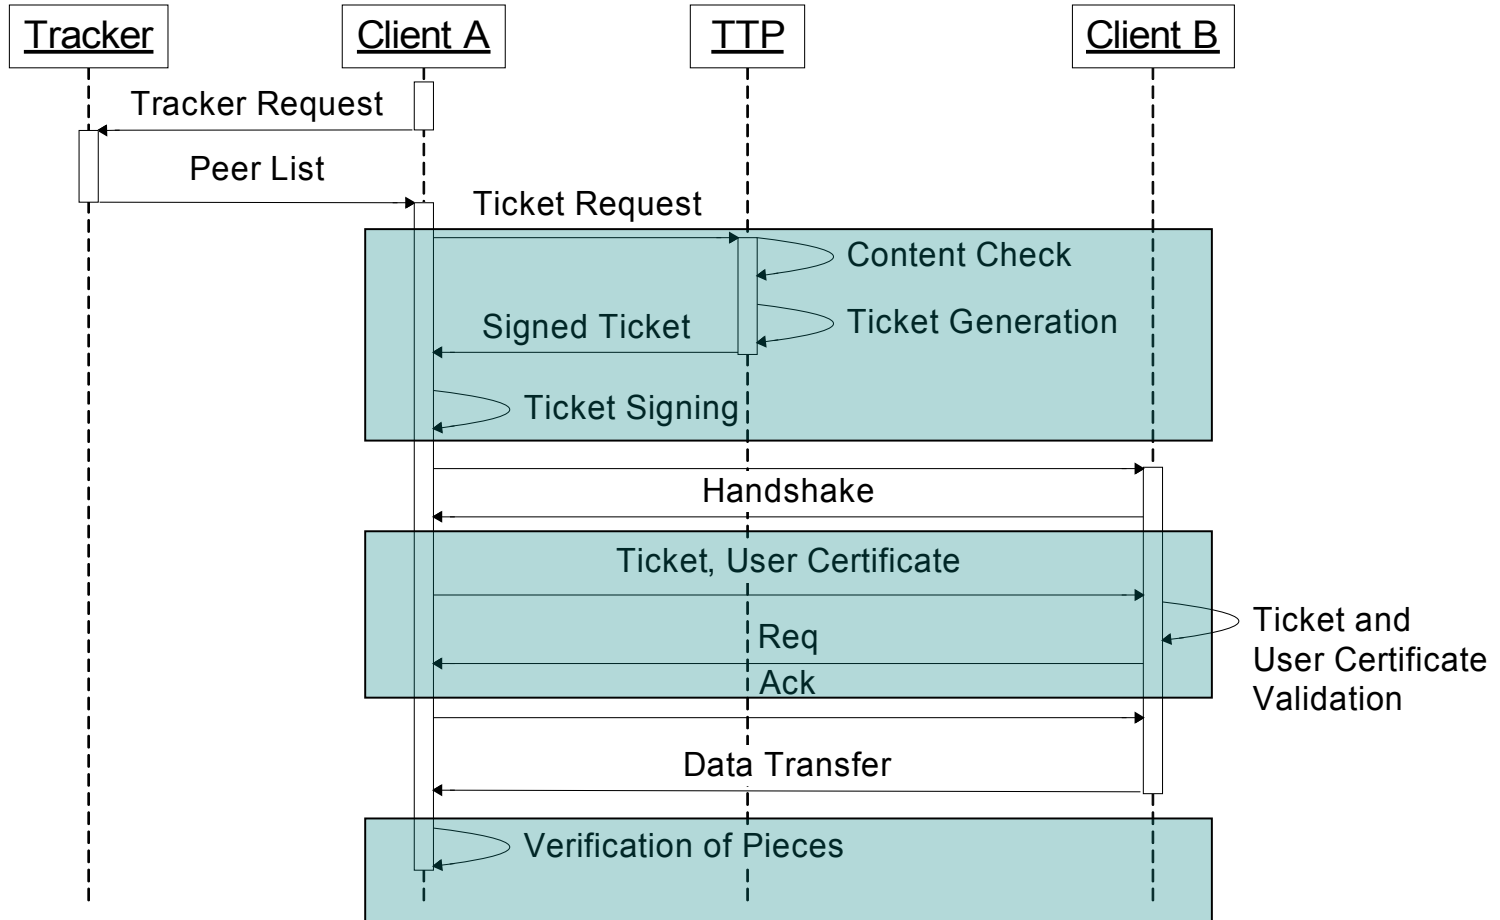 Tracker
Client A
TTP
Client B
Tracker Request
Peer List
Ticket Request
Content Check
Ticket Generation
Signed Ticket
Ticket Signing
Handshake
Ticket, User Certificate
Ticket and
User Certificate
Validation
Req
Ack
Data Transfer
Verification of Pieces